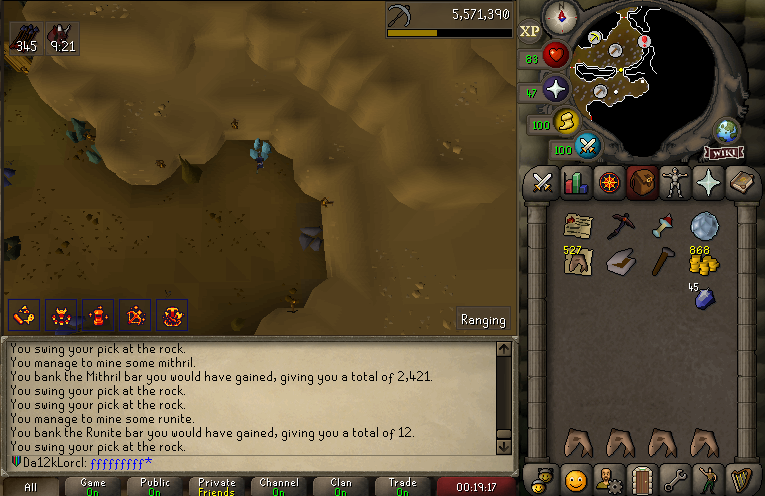 345
9:21
5,571,390
XP
83
47
100
100
WIKI
527
868
45
Ranging
You swing your pick at the rock.
You manage to mine some mithril.
You bank the Mithril bar you would have gained, giving you a total of 2,421.
You swing your pick at the rock.
You swing your pick at the rock.
You manage to mine some runite.
You bank the Runite bar you would have gained, giving you a total of 12.
You swing your pick at the rock.
Da12kLorcl: fffffffff*
All
Game
On
Public
On
Private
Friends
Channel
On
Clan
On
Trade
On
00:19:17